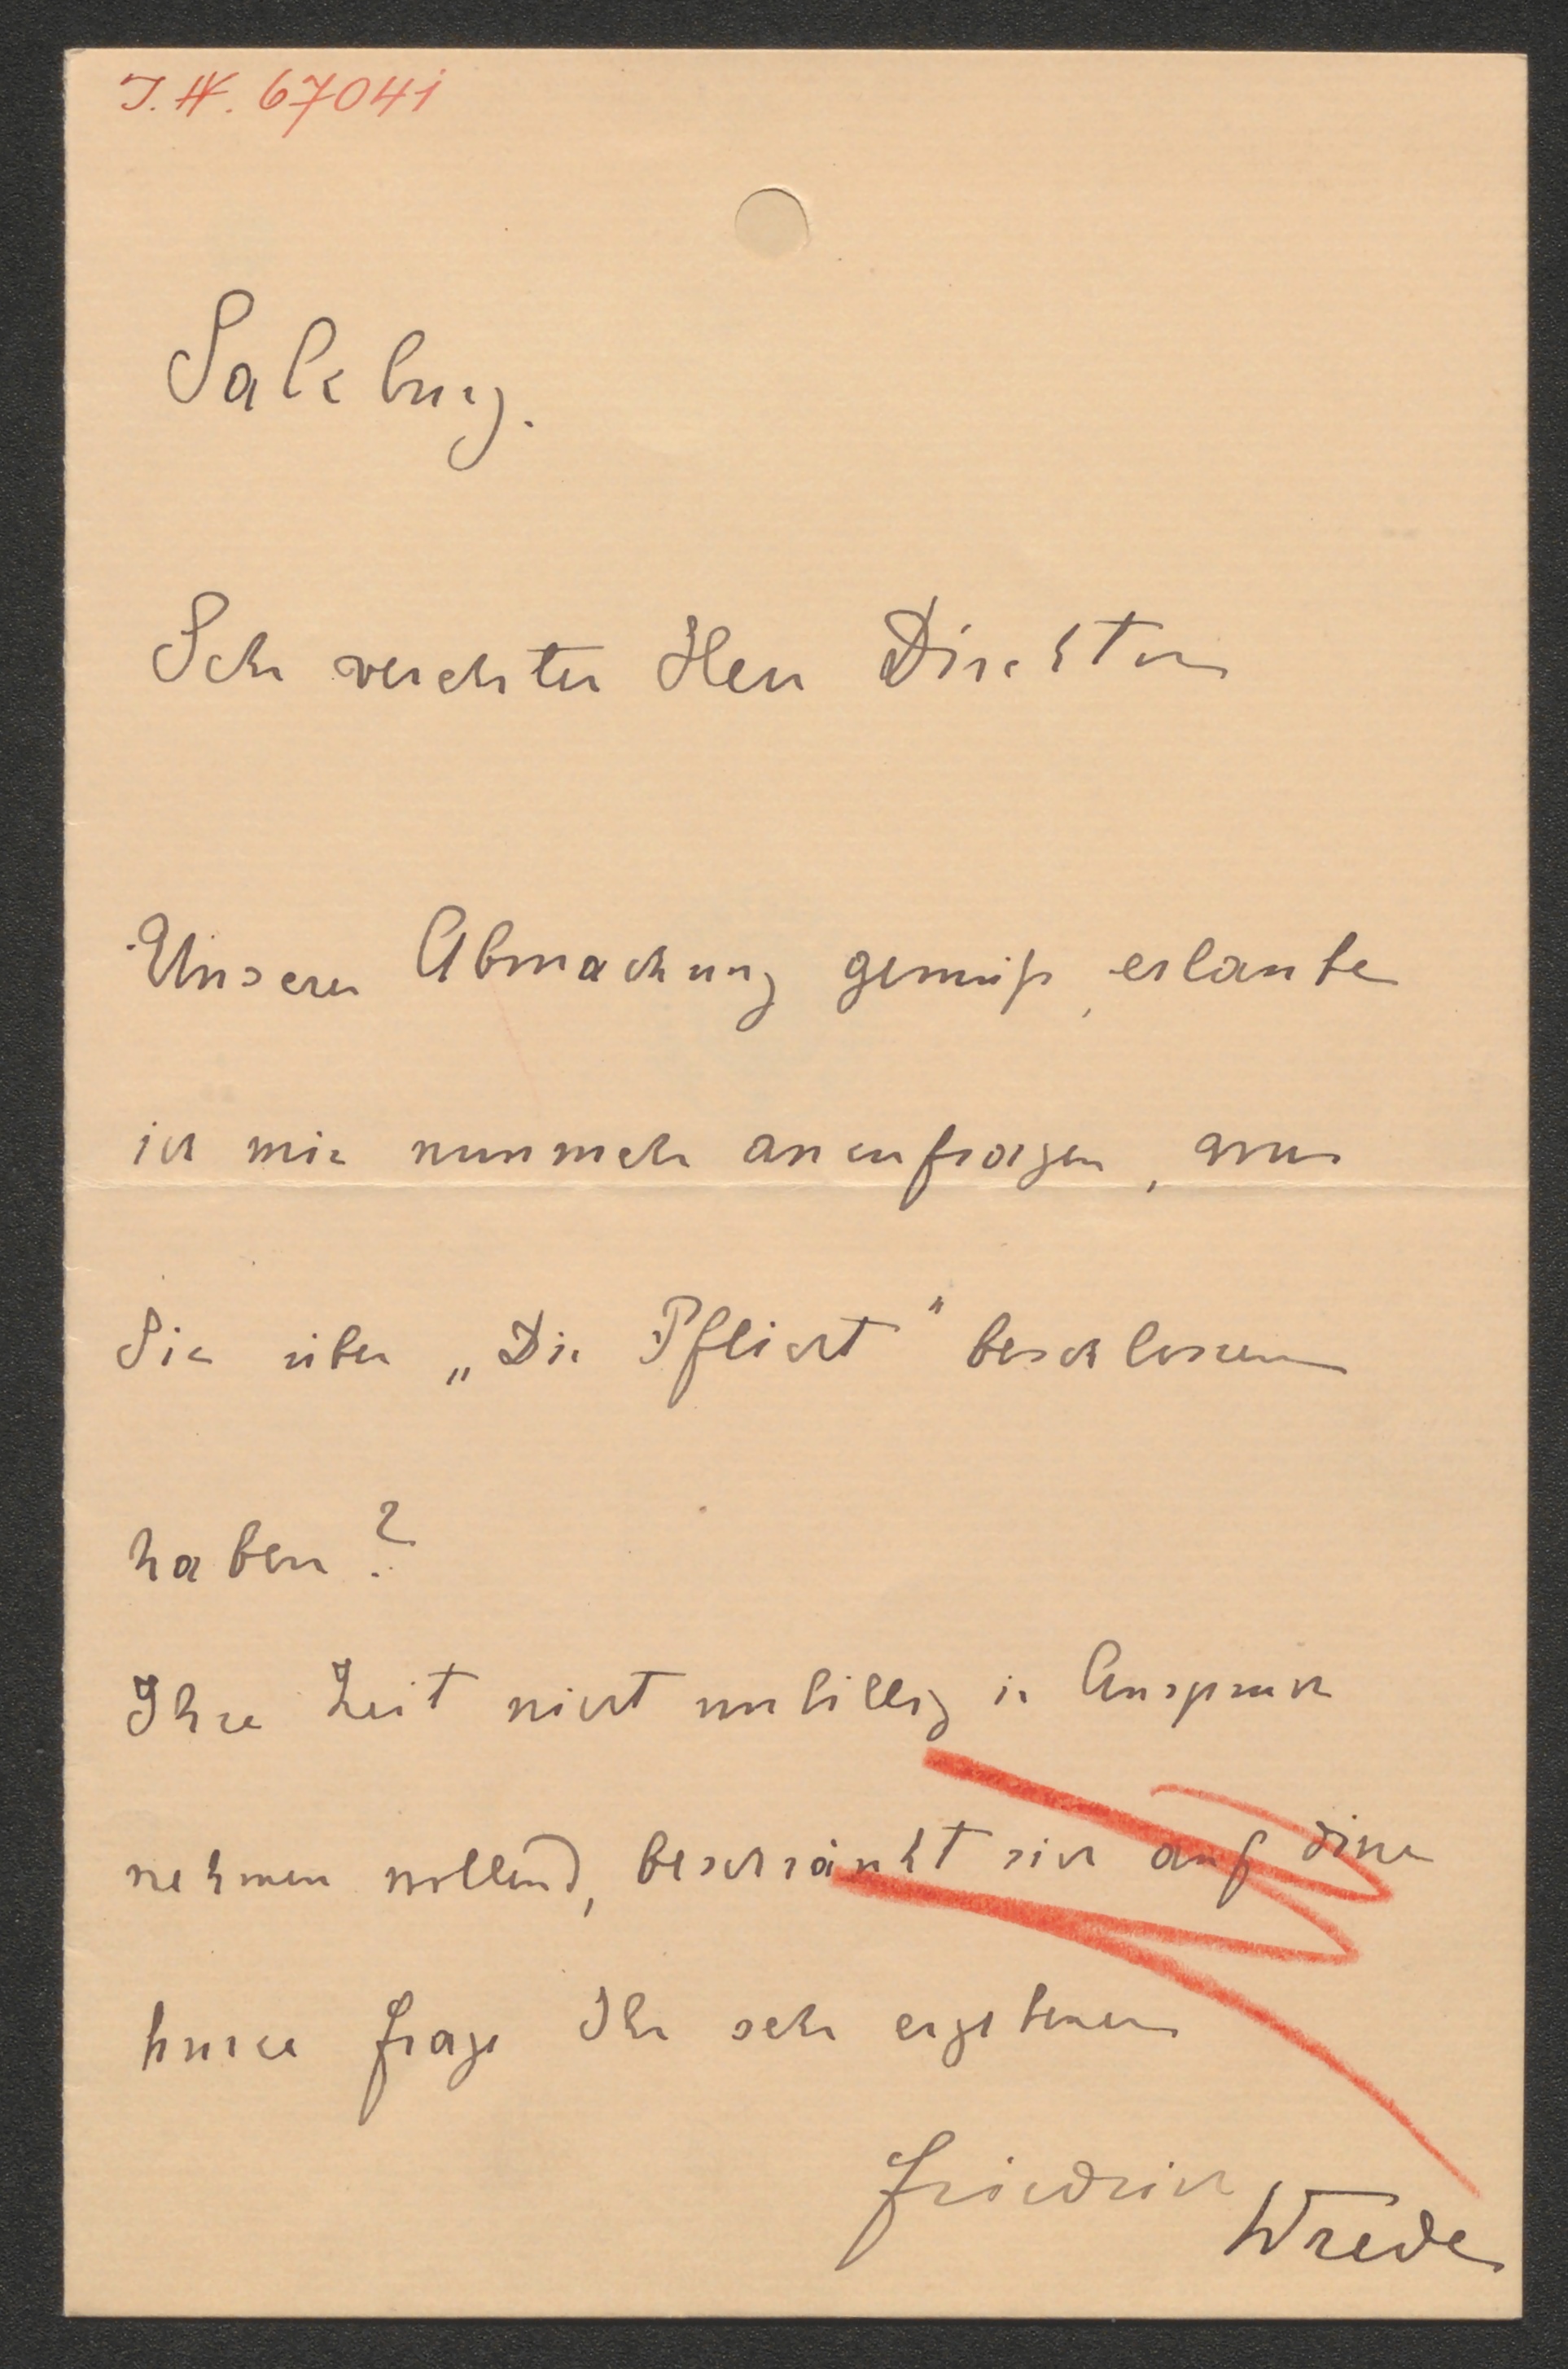 I.N. 67041
Salzburg.
Sehr verehrter Herr Direktor
Unserer Abmachung gemäß, erlaube
ich mir nunmehr anzufragen, was
Sie über „Die Pflicht" beschlossen
haben?
Ihre Zeit nicht unbillig in Anspruch
nehmen wollend, beschränkt sich auf diese
kurze Frage Ihr sehr ergebener
Friedrich
Wrede